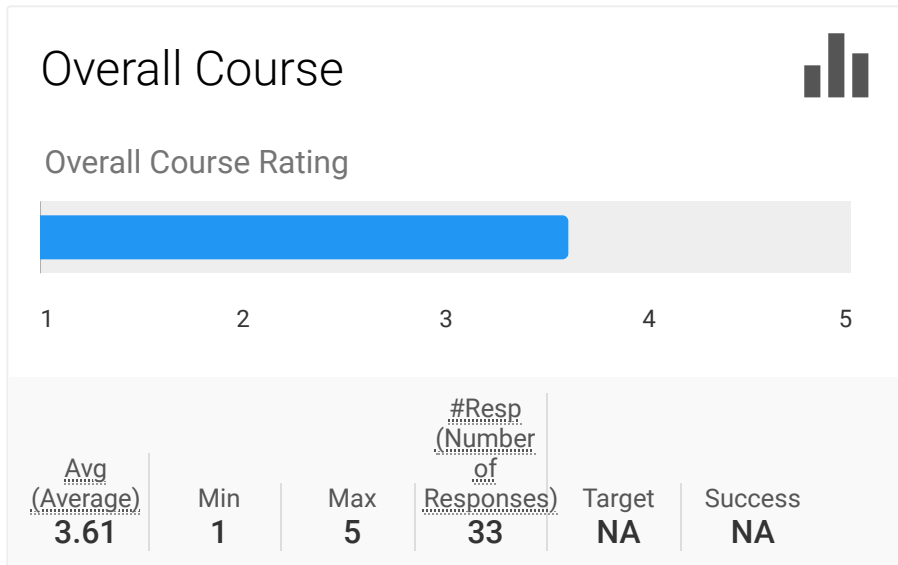 Overall Course
Overall Course Rating
1 2 3 4 5
Avg (Average) 3.61
Min 1
Max 5
#Resp (Number of Responses) 33
Target NA
Success NA